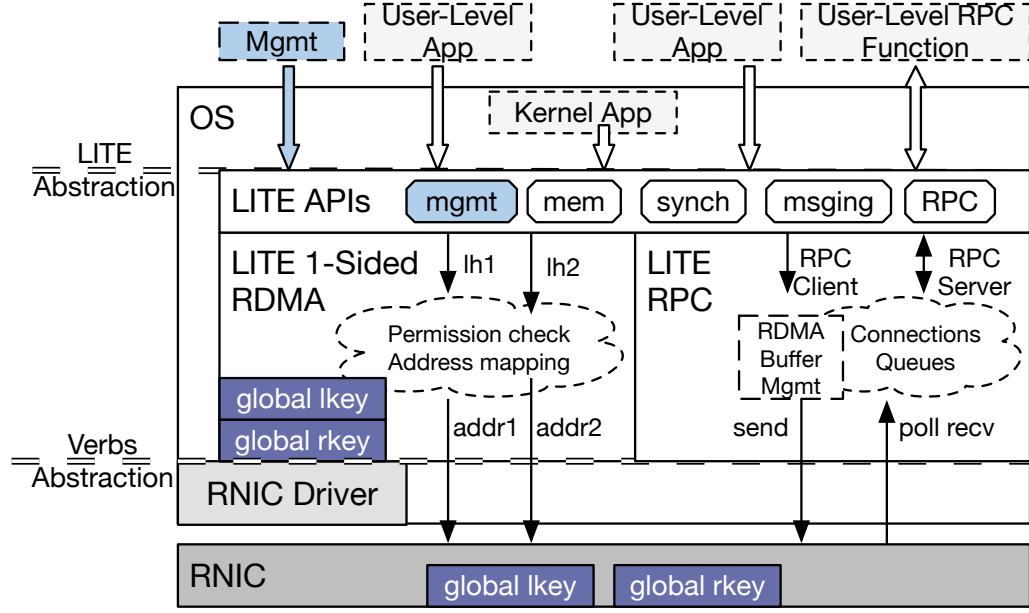 Mgmt
User-Level
App
User-Level
App
User-Level RPC
Function
OS
Kernel App
LITE
Abstraction
LITE APIs
mgmt
mem
synch
msging
RPC
LITE 1-Sided
RDMA
lh1
lh2
LITE
RPC
RPC
Client
RPC
Server
Permission check
Address mapping
RDMA
Buffer
Mgmt
Connections
Queues
global lkey
global rkey
addr1
addr2
send
poll recv
Verbs
Abstraction
RNIC Driver
RNIC
global lkey
global rkey